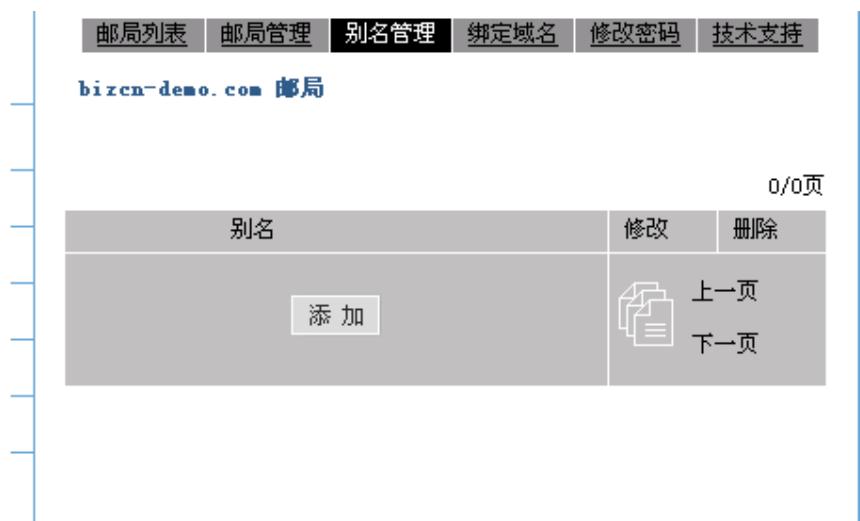 邮局列表 邮局管理 别名管理 绑定域名 修改密码 技术支持
bizcn-demo.com 邮局
0/0页
别名 修改 删除
添 加
上一页
下一页